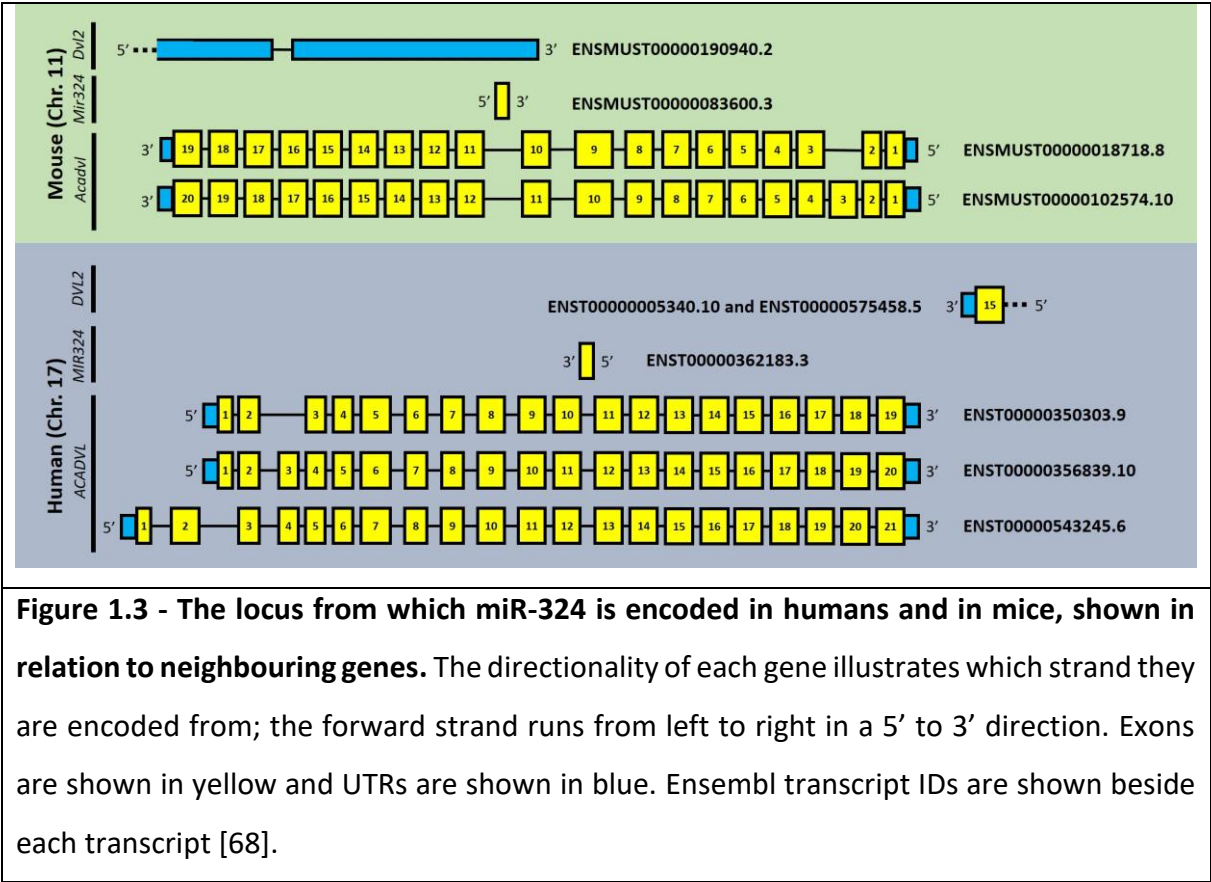 Mouse (Chr. 11)
Dvl2
5’ 3’ ENSMUST00000190940.2
Mir324
5’ 3’ ENSMUST00000083600.3
Acadvl
3’ 19 18 17 16 15 14 13 12 11 10 9 8 7 6 5 4 3 2 1 5’ ENSMUST00000018718.8
3’ 20 19 18 17 16 15 14 13 12 11 10 9 8 7 6 5 4 3 2 1 5’ ENSMUST00000102574.10
Human (Chr. 17)
DVL2
ENST00000005340.10 and ENST00000575458.5 3’ 15 5’
MIR324
3’ 5’ ENST00000362183.3
ACADVL
5’ 1 2 3 4 5 6 7 8 9 10 11 12 13 14 15 16 17 18 19 3’ ENST00000350303.9
5’ 1 2 3 4 5 6 7 8 9 10 11 12 13 14 15 16 17 18 19 20 3’ ENST00000356839.10
5’ 1 2 3 4 5 6 7 8 9 10 11 12 13 14 15 16 17 18 19 20 21 3’ ENST00000543245.6
Figure 1.3 - The locus from which miR-324 is encoded in humans and in mice, shown in
relation to neighbouring genes. The directionality of each gene illustrates which strand they
are encoded from; the forward strand runs from left to right in a 5’ to 3’ direction. Exons
are shown in yellow and UTRs are shown in blue. Ensembl transcript IDs are shown beside
each transcript [68].